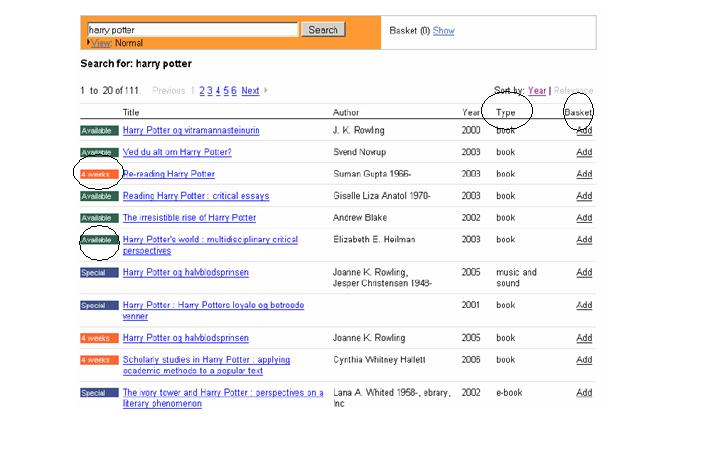 harry potter Search Basket (0) Show
View: Normal
Search for: harry potter
1 to 20 of 111 Previous 1 2 3 4 5 6 Next Sort by: Year | Relevance
Title Author Year Type Basket
Available Harry Potter og vitramannasteinurin J. K. Rowling 2000 book Add
Available Ved du alt om Harry Potter? Svend Novrup 2003 book Add
4 weeks Re-reading Harry Potter Suman Gupta 1966- 2003 book Add
Available Reading Harry Potter : critical essays Giselle Liza Anatol 1970- 2003 book Add
Available The irresistible rise of Harry Potter Andrew Blake 2002 book Add
Available Harry Potter's world : multidisciplinary critical Elizabeth E. Heilman 2003 book Add
perspectives
Special Harry Potter og halvblodsprinsen Joanne K. Rowling, 2005 music and Add
Jesper Christensen 1948- sound
Special Harry Potter : Harry Potters loyale og betroede 2001 book Add
venner
4 weeks Harry Potter og halvblodsprinsen Joanne K. Rowling 2005 book Add
4 weeks Scholarly studies in Harry Potter : applying Cynthia Whitney Hallett 2005 book Add
academic methods to a popular text
Special The ivory tower and Harry Potter : perspectives on a Lana A. Whited 1958-, ebrary, 2002 e-book Add
literary phenomenon Inc